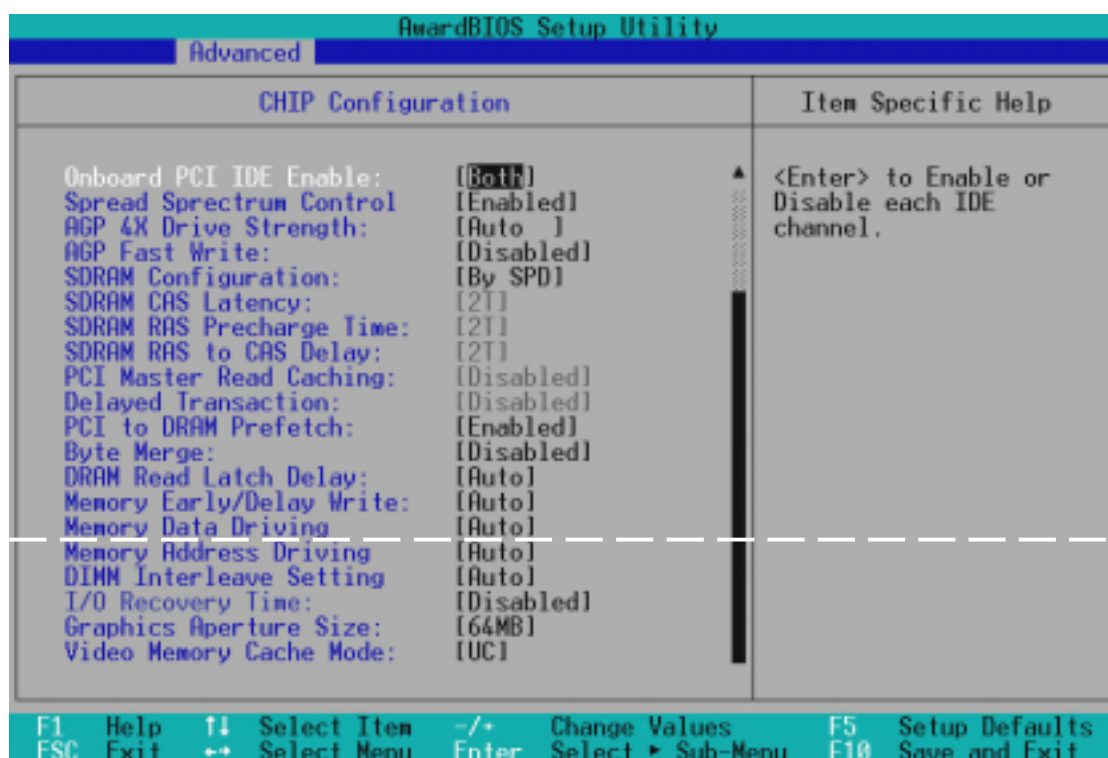 AwardBIOS Setup Utility
Advanced
CHIP Configuration
Item Specific Help
Onboard PCI IDE Enable: [Both]
Spread Sprectrum Control [Enabled]
AGP 4X Drive Strength: [Auto ]
AGP Fast Write: [Disabled]
SDRAM Configuration: [By SPD]
SDRAM CAS Latency: [2T]
SDRAM RAS Precharge Time: [2T]
SDRAM RAS to CAS Delay: [2T]
PCI Master Read Caching: [Disabled]
Delayed Transaction: [Disabled]
PCI to DRAM Prefetch: [Enabled]
Byte Merge: [Disabled]
DRAM Read Latch Delay: [Auto]
Memory Early/Delay Write: [Auto]
Memory Data Driving [Auto]
Memory Address Driving [Auto]
DIMM Interleave Setting [Auto]
I/O Recovery Time: [Disabled]
Graphics Aperture Size: [64MB]
Video Memory Cache Mode: [UC]
<Enter> to Enable or
Disable each IDE
channel.
F1 Help ↑↓ Select Item -/+ Change Values F5 Setup Defaults
ESC Exit ←→ Select Menu Enter Select ► Sub-Menu F10 Save and Exit